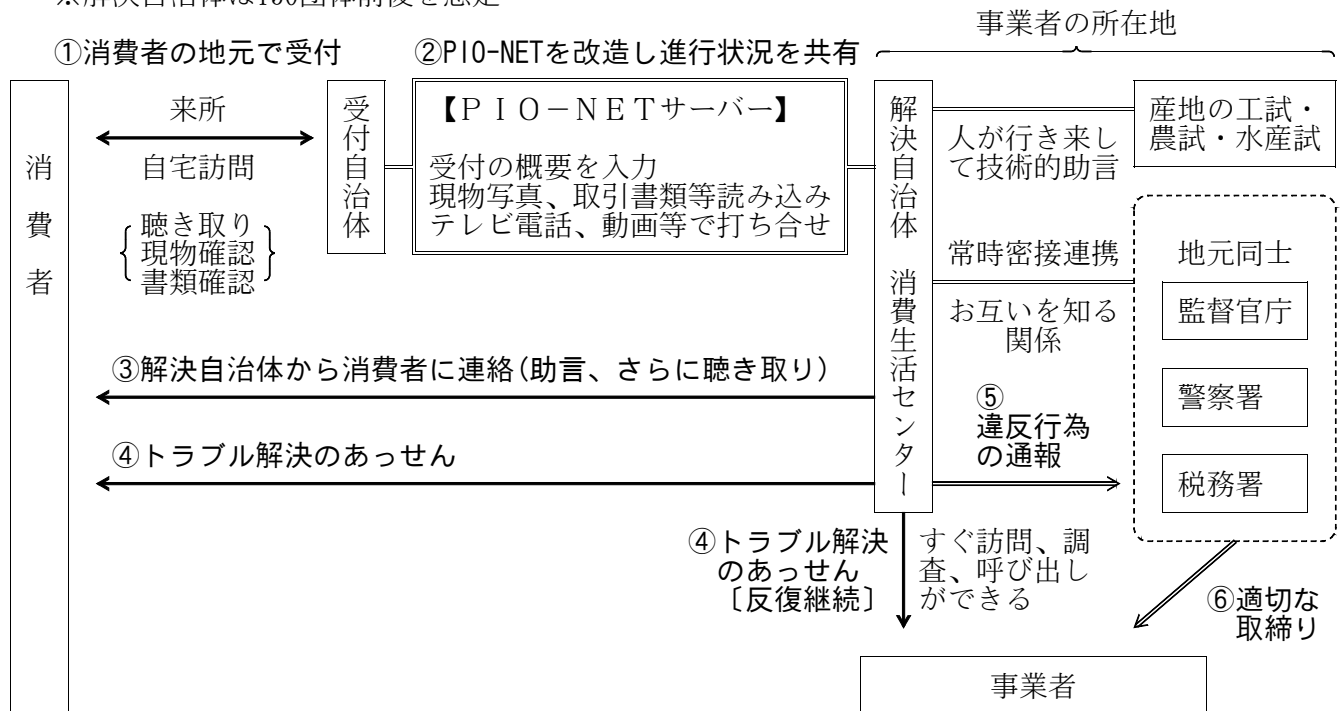 ※解決自治体は150団体前後を想定
事業者の所在地
①消費者の地元で受付
②PIO-NETを改造し進行状況を共有
消費者
来所
自宅訪問
聴き取り
現物確認
書類確認
受付自治体
【PIO-NETサーバー】
受付の概要を入力
現物写真、取引書類等読み込み
テレビ電話、動画等で打ち合せ
解決自治体 消費生活センター
人が行き来し
て技術的助言
産地の工試・
農試・水産試
常時密接連携
お互いを知る
関係
地元同士
監督官庁
警察署
税務署
③解決自治体から消費者に連絡(助言、さらに聴き取り)
④トラブル解決のあっせん
⑤
違反行為
の通報
④トラブル解決
のあっせん
〔反復継続〕
すぐ訪問、調
査、呼び出し
ができる
⑥適切な
取締り
事業者